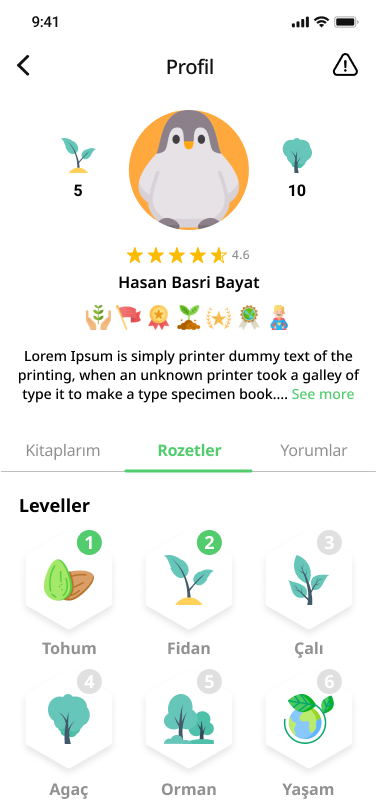 9:41
Profil
5
10
4.6
Hasan Basri Bayat
Lorem Ipsum is simply printer dummy text of the
printing, when an unknown printer took a galley of
type it to make a type specimen book.... See more
Kitaplarım Rozetler Yorumlar
Leveller
1 2 3
Tohum Fidan Çalı
4 5 6
Agaç Orman Yaşam